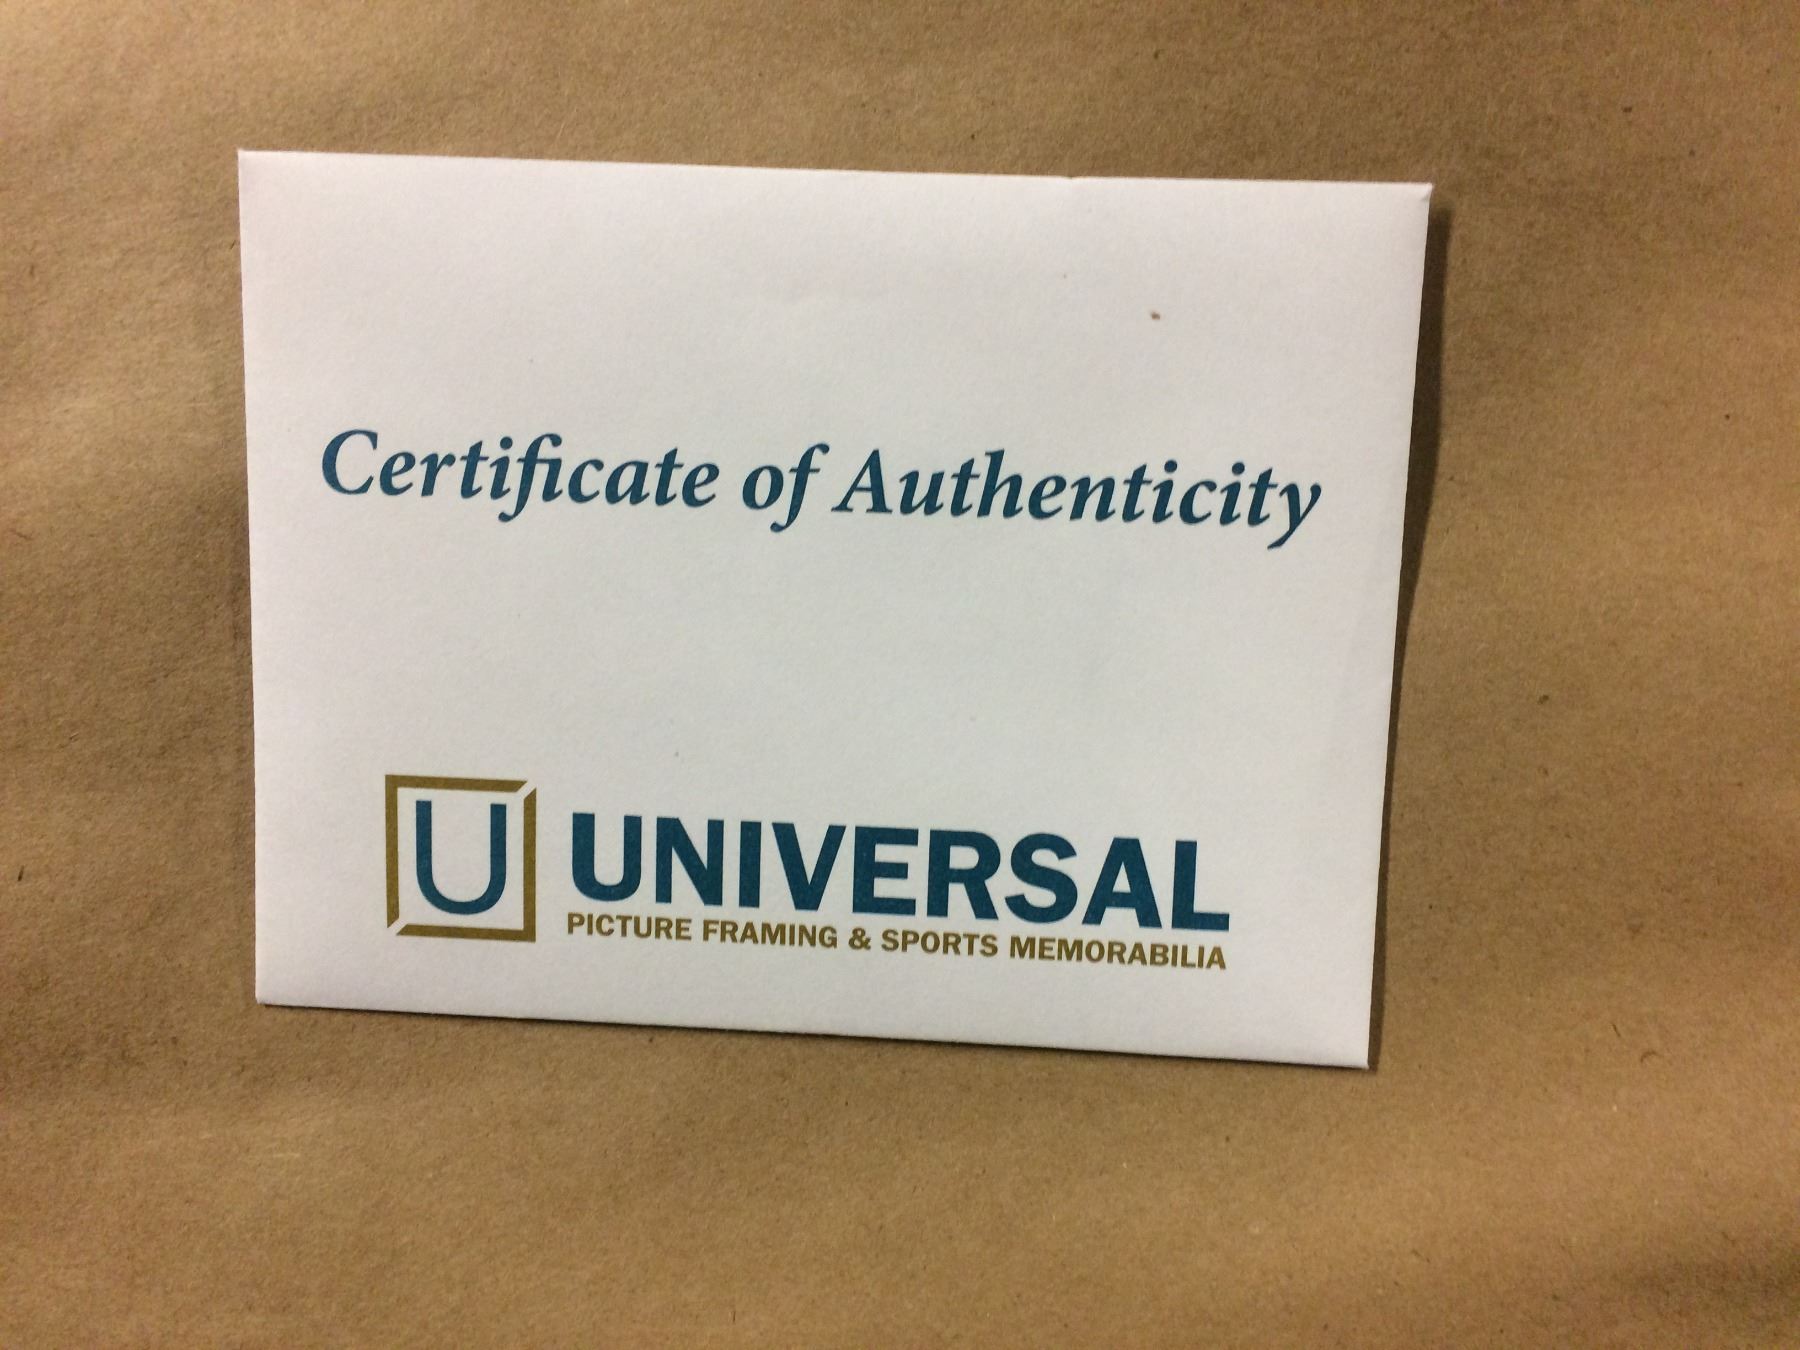 Certificate of Authenticity
U
UNIVERSAL
PICTURE FRAMING & SPORTS MEMORABILIA